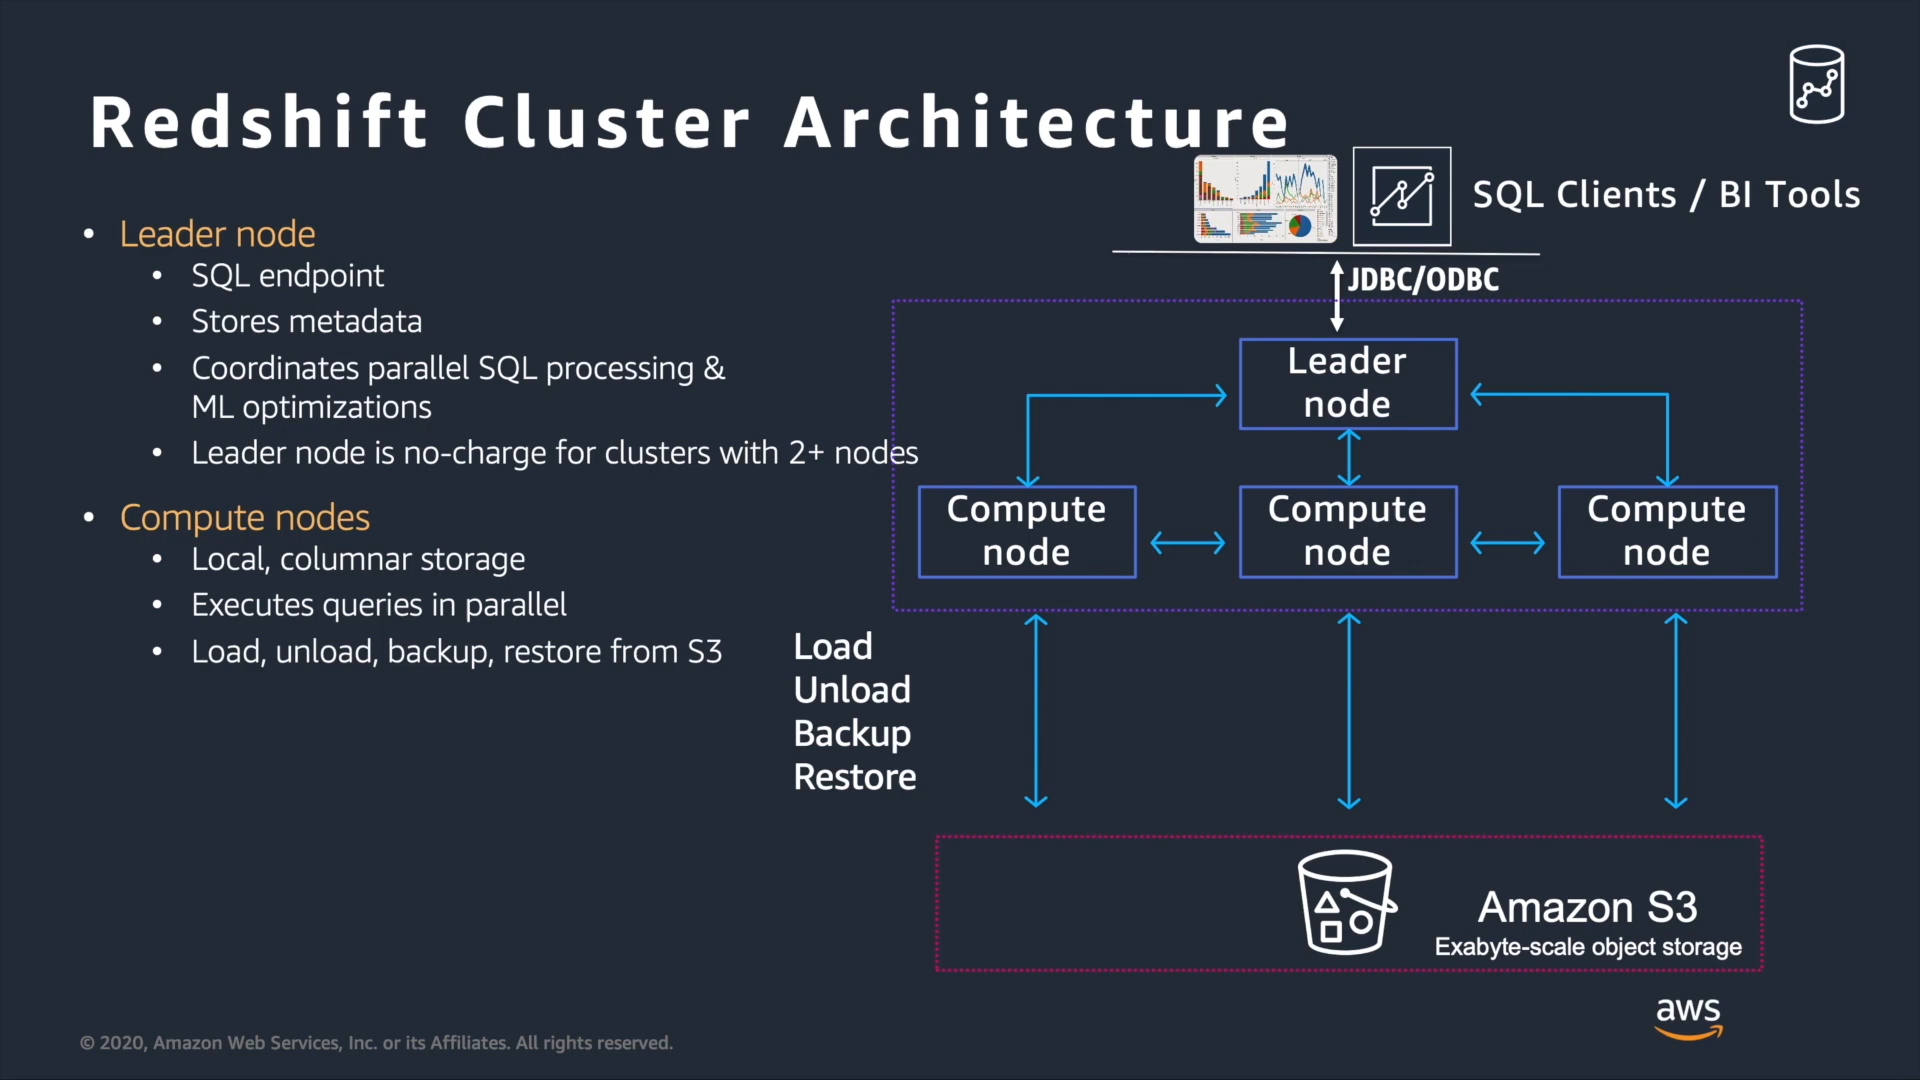 Redshift Cluster Architecture
SQL Clients / BI Tools
JDBC/ODBC
• Leader node
• SQL endpoint
• Stores metadata
• Coordinates parallel SQL processing &
ML optimizations
• Leader node is no-charge for clusters with 2+ nodes
• Compute nodes
• Local, columnar storage
• Executes queries in parallel
• Load, unload, backup, restore from S3
Leader
node
Compute
node
Compute
node
Compute
node
Load
Unload
Backup
Restore
Amazon S3
Exabyte-scale object storage
aws
© 2020, Amazon Web Services, Inc. or its Affiliates. All rights reserved.